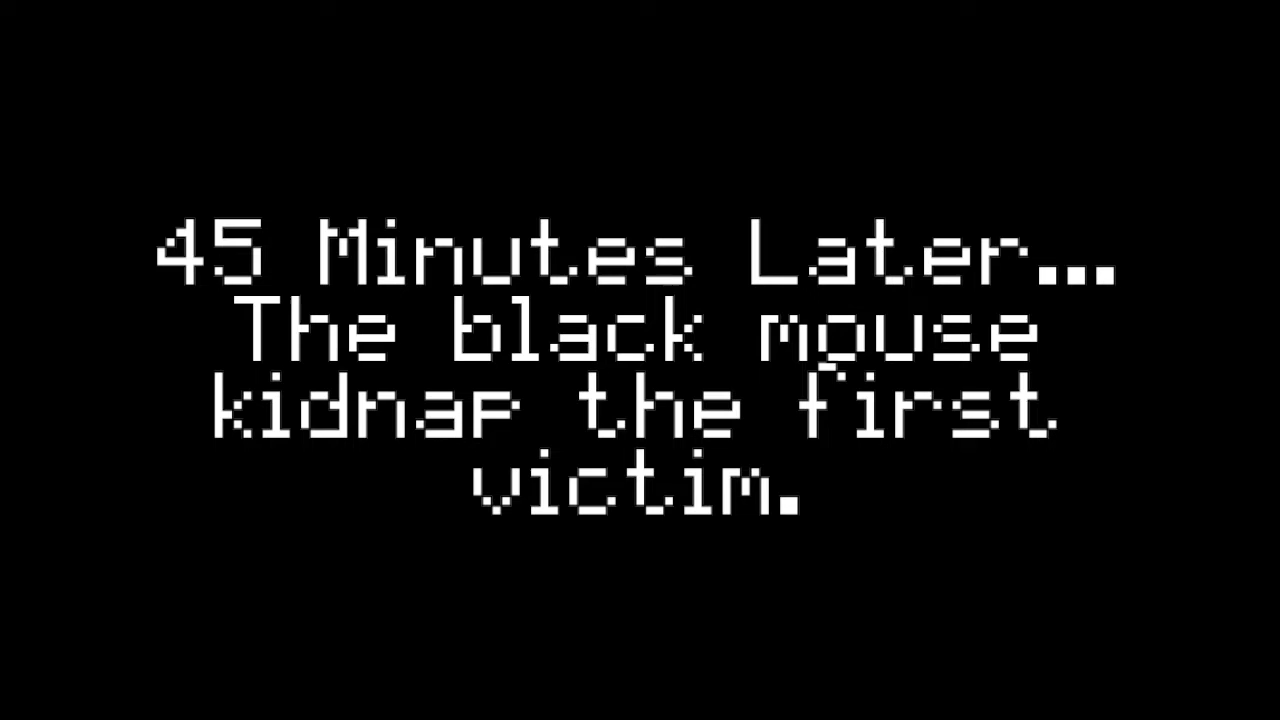 45 Minutes Later...
The black mouse
kidnap the first
victim.